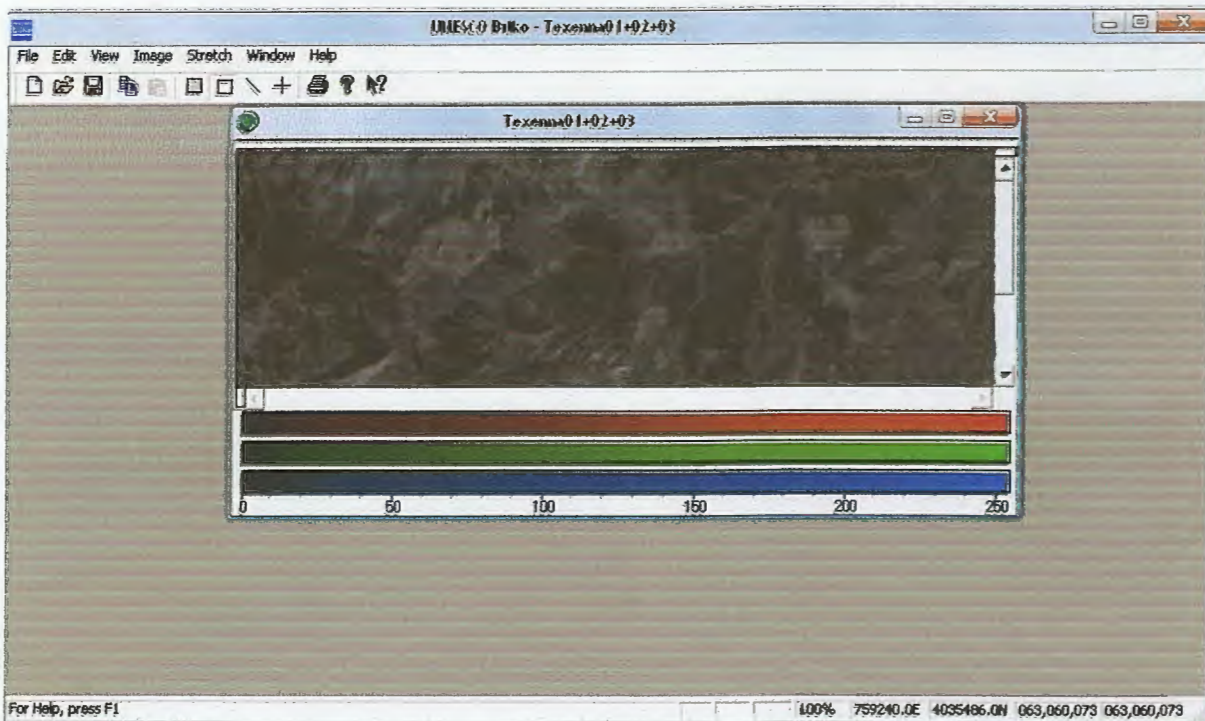 UNESCO Bilko - Texenna01+02+03
File Edit View Image Stretch Window Help
Texenna01+02+03
0 50 100 150 200 250
For Help, press F1 100% 759240.0E 4035486.0N 063,060,073 063,060,073